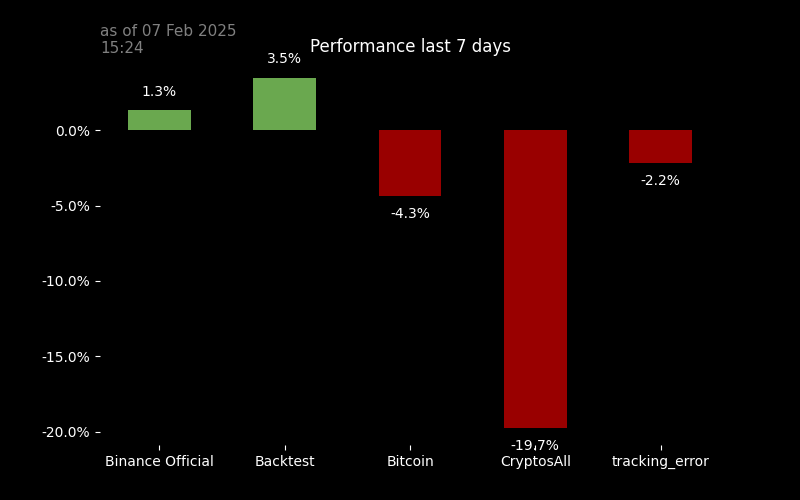 as of 07 Feb 2025
15:24
Performance last 7 days
1.3%
3.5%
-4.3%
-19.7%
-2.2%
0.0%
-5.0%
-10.0%
-15.0%
-20.0%
Binance Official
Backtest
Bitcoin
CryptosAll
tracking_error